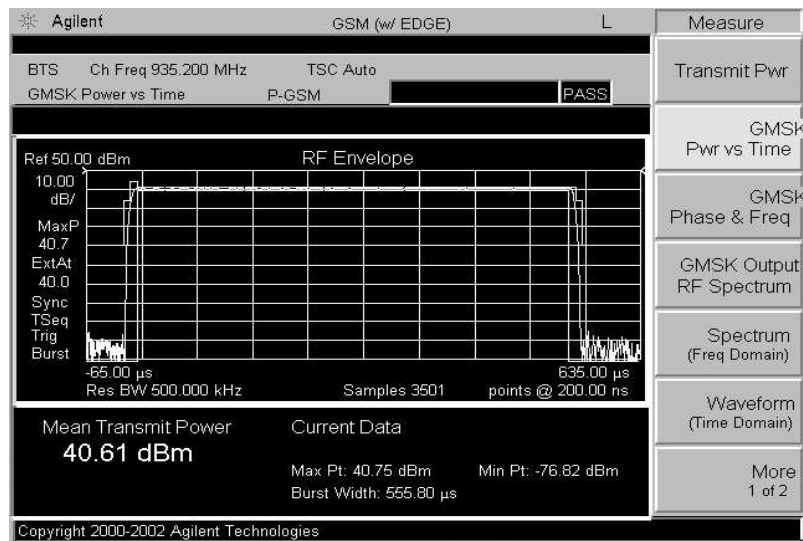 Agilent GSM (w/ EDGE) L Measure
BTS Ch Freq 935.200 MHz TSC Auto
GMSK Power vs Time P-GSM PASS
Transmit Pwr
GMSK
Pwr vs Time
GMSK
Phase & Freq
GMSK Output
RF Spectrum
Spectrum
(Freq Domain)
Waveform
(Time Domain)
More
1 of 2
Ref 50.00 dBm RF Envelope
10.00
dB/
MaxP
40.7
ExtAt
40.0
Sync
TSeq
Trig
Burst
-65.00 µs 635.00 µs
Res BW 500.000 kHz Samples 3501 points @ 200.00 ns
Mean Transmit Power
40.61 dBm
Current Data
Max Pt: 40.75 dBm Min Pt: -76.82 dBm
Burst Width: 555.80 µs
Copyright 2000-2002 Agilent Technologies